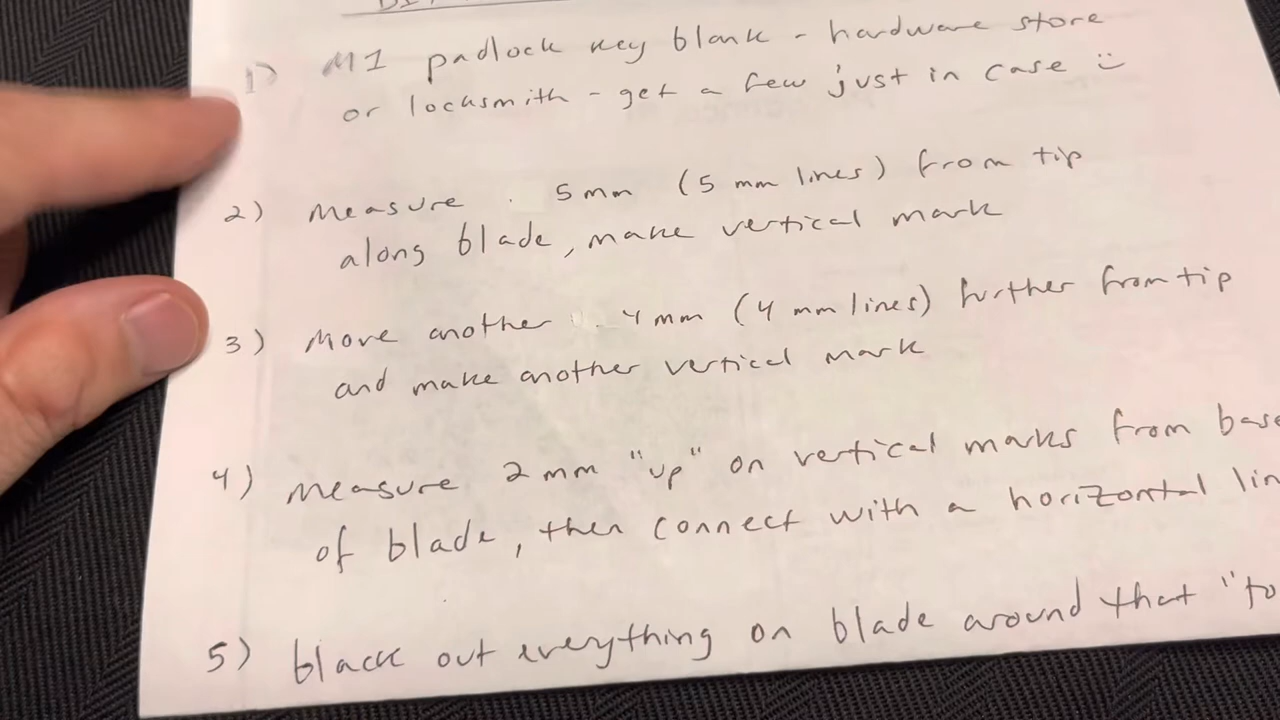 1) M1 padlock key blank - hardware store
or locksmith - get a few just in case :)
2) Measure 5mm (5 mm lines) from tip
along blade, make vertical mark
3) Move another 4mm (4 mm lines) further from tip
and make another vertical mark
4) Measure 2mm "up" on vertical marks from base
of blade, then connect with a horizontal lin
5) black out everything on blade around that "to